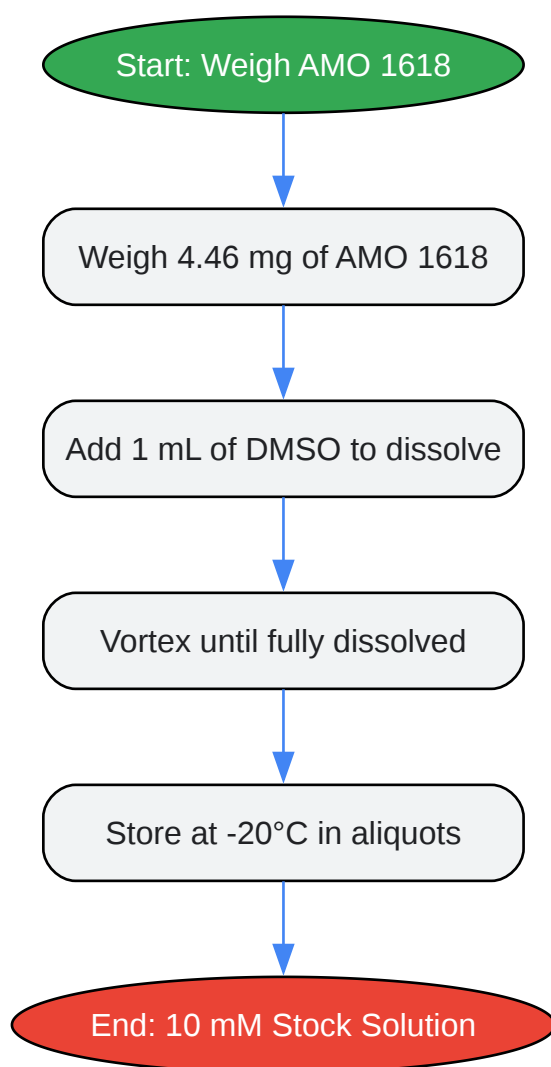 Start: Weigh AMO 1618
Weigh 4.46 mg of AMO 1618
Add 1 mL of DMSO to dissolve
Vortex until fully dissolved
Store at -20°C in aliquots
End: 10 mM Stock Solution